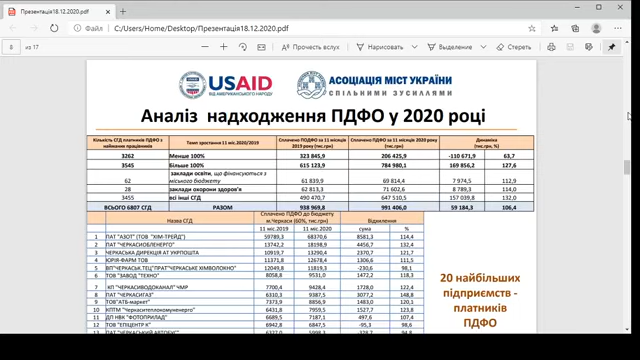 Презентація18.12.2020.pdf
C:/Users/Home/Desktop/Презентація18.12.2020.pdf
8 из 17
Прочесть вслух
Нарисовать
Выделение
Стереть
USAID
ВІД АМЕРИКАНСЬКОГО НАРОДУ
АСОЦІАЦІЯ МІСТ УКРАЇНИ
СПІЛЬНИМИ ЗУСИЛЛЯМИ
Аналіз надходження ПДФО у 2020 році
Кількість СГД платників ПДФО з найманих працівників Темп зростання 11 міс.2020/2019 Сплачено ПДФО за 11 місяців 2019 року (тис.грн) Сплачено ПДФО за 11 місяців 2020 року (тис.грн) Динаміка (тис.грн, %)
3262 Менше 100% 323 845,9 206 425,9 -110 671,9 63,7
3545 Більше 100% 615 123,9 784 980,1 169 856,2 127,6
62 заклади освіти, що фінансуються з міського бюджету 61 839,9 69 814,4 7 974,5 112,9
28 заклади охорони здоров'я 62 813,3 71 602,6 8 789,3 114,0
3455 всі інші СГД 490 470,7 647 510,5 157 039,8 132,0
ВСЬОГО 6807 СГД РАЗОМ 938 969,8 991 406,0 59 184,3 106,4
Назва СГД Сплачено ПДФО до бюджету м.Черкаси (60%, тис.грн) Відхилення
11 міс.2019 11 міс.2020 сума %
1 ПАТ "АЗОТ" (ТОВ "ХІМ-ТРЕЙД") 59789,3 68370,6 8581,3 114,4
2 ПАТ "ЧЕРКАСИОБЛЕНЕРГО" 13742,2 18198,9 4456,7 132,4
3 ЧЕРКАСЬКА ДИРЕКЦІЯ АТ УКРПОШТА 10919,7 13290,4 2370,7 121,7
4 ЮРІЯ-ФАРМ ТОВ 11371,8 12678,4 1306,6 111,5
5 ВП"ЧЕРКАСЬК.ТЕЦ"ПРАТ"ЧЕРКАСЬКЕ ХІМВОЛОКНО" 12049,8 11819,3 -230,6 98,1
6 ТОВ "ЗАВОД "ТЕХНО" 8058,8 9531,0 1472,2 118,3
7 КП "ЧЕРКАСИВОДОКАНАЛ" ЧМР 7700,4 9428,4 1728,0 122,4
8 ПАТ "ЧЕРКАСИГАЗ" 6310,3 9387,5 3077,2 148,8
9 ТОВ"АТБ-маркет" 7373,9 8856,9 1483,0 120,1
10 КПТМ"Черкаситеплокомуненерго" 6431,8 7959,5 1527,7 123,8
11 ДП НВК "ФОТОПРИЛАД" 6689,5 7187,1 497,6 107,4
12 ТОВ "ЕПІЦЕНТР К" 6942,8 6847,5 -95,3 98,6
20 найбільших
підприємств -
платників
ПДФО